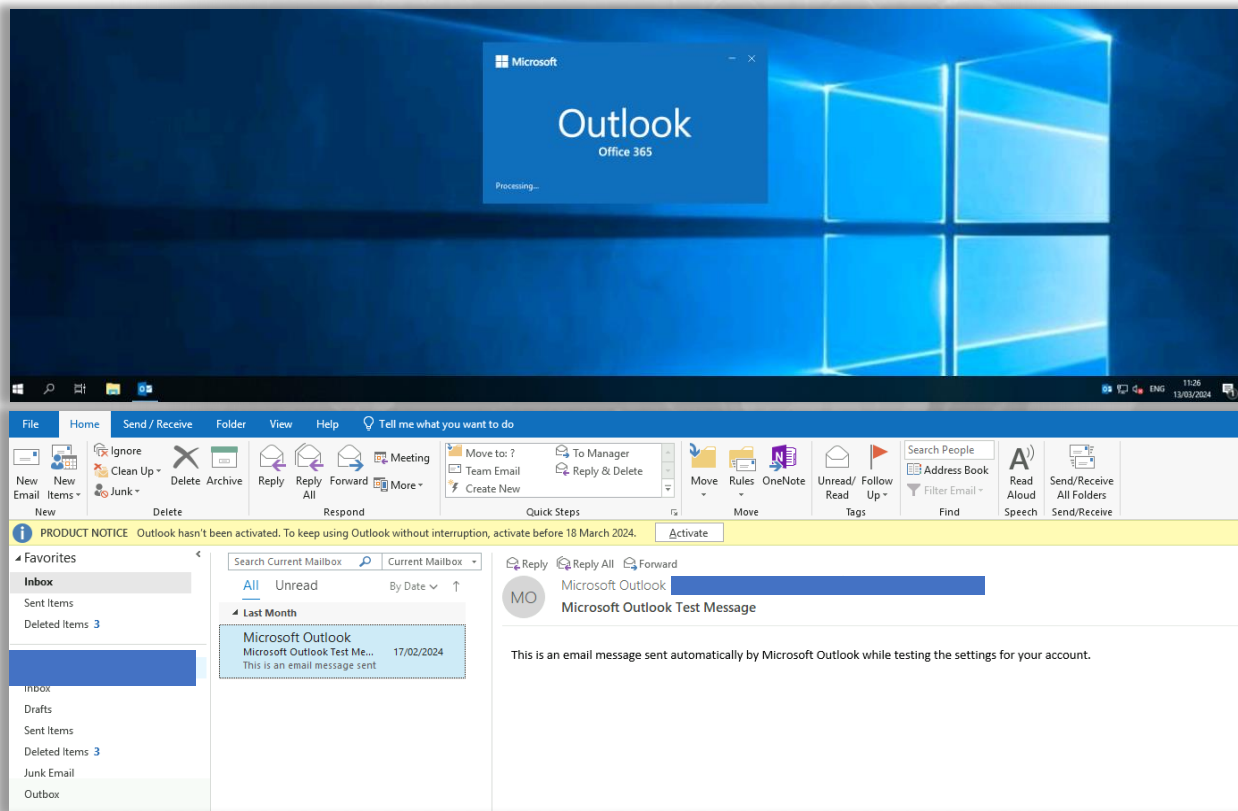 Microsoft
Outlook
Office 365
Processing...
ENG
11:26
13/03/2024
1
File Home Send / Receive Folder View Help Tell me what you want to do
New Email
New Items
Ignore
Clean Up
Junk
Delete
Archive
Reply
Reply All
Forward
Meeting
More
Move to: ?
Team Email
Create New
To Manager
Reply & Delete
Move
Rules
OneNote
Unread/ Read
Follow Up
Search People
Address Book
Filter Email
Read Aloud
Send/Receive All Folders
New Delete Respond Quick Steps Move Tags Find Speech Send/Receive
PRODUCT NOTICE Outlook hasn't been activated. To keep using Outlook without interruption, activate before 18 March 2024. Activate
Favorites
Inbox
Sent Items
Deleted Items 3
Inbox
Drafts
Sent Items
Deleted Items 3
Junk Email
Outbox
Search Current Mailbox Current Mailbox
All Unread By Date
Last Month
Microsoft Outlook
Microsoft Outlook Test Me... 17/02/2024
This is an email message sent
Reply Reply All Forward
MO
Microsoft Outlook
Microsoft Outlook Test Message
This is an email message sent automatically by Microsoft Outlook while testing the settings for your account.